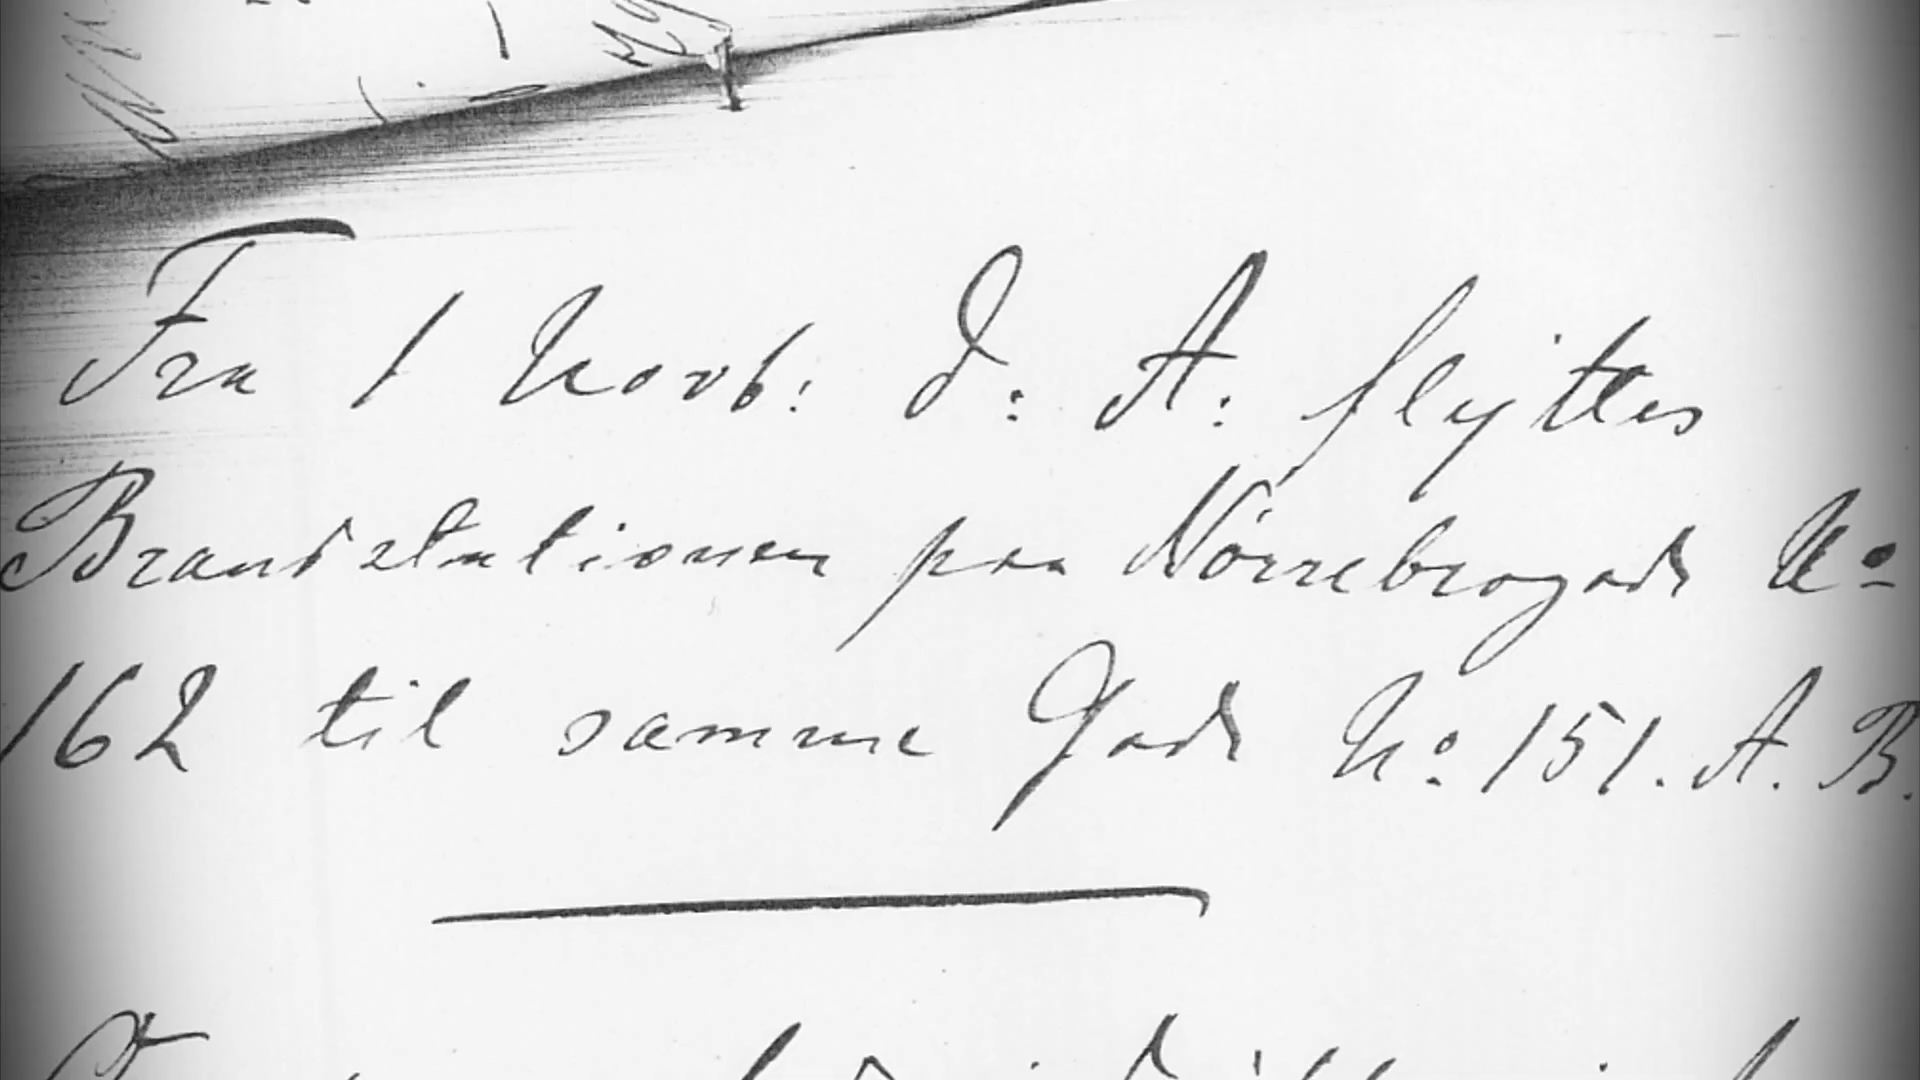 Fra 1 Novb: d: A: flyttes
Brandstationen paa Nörrebrogade No
162 til samme Gade No 151. A. B.